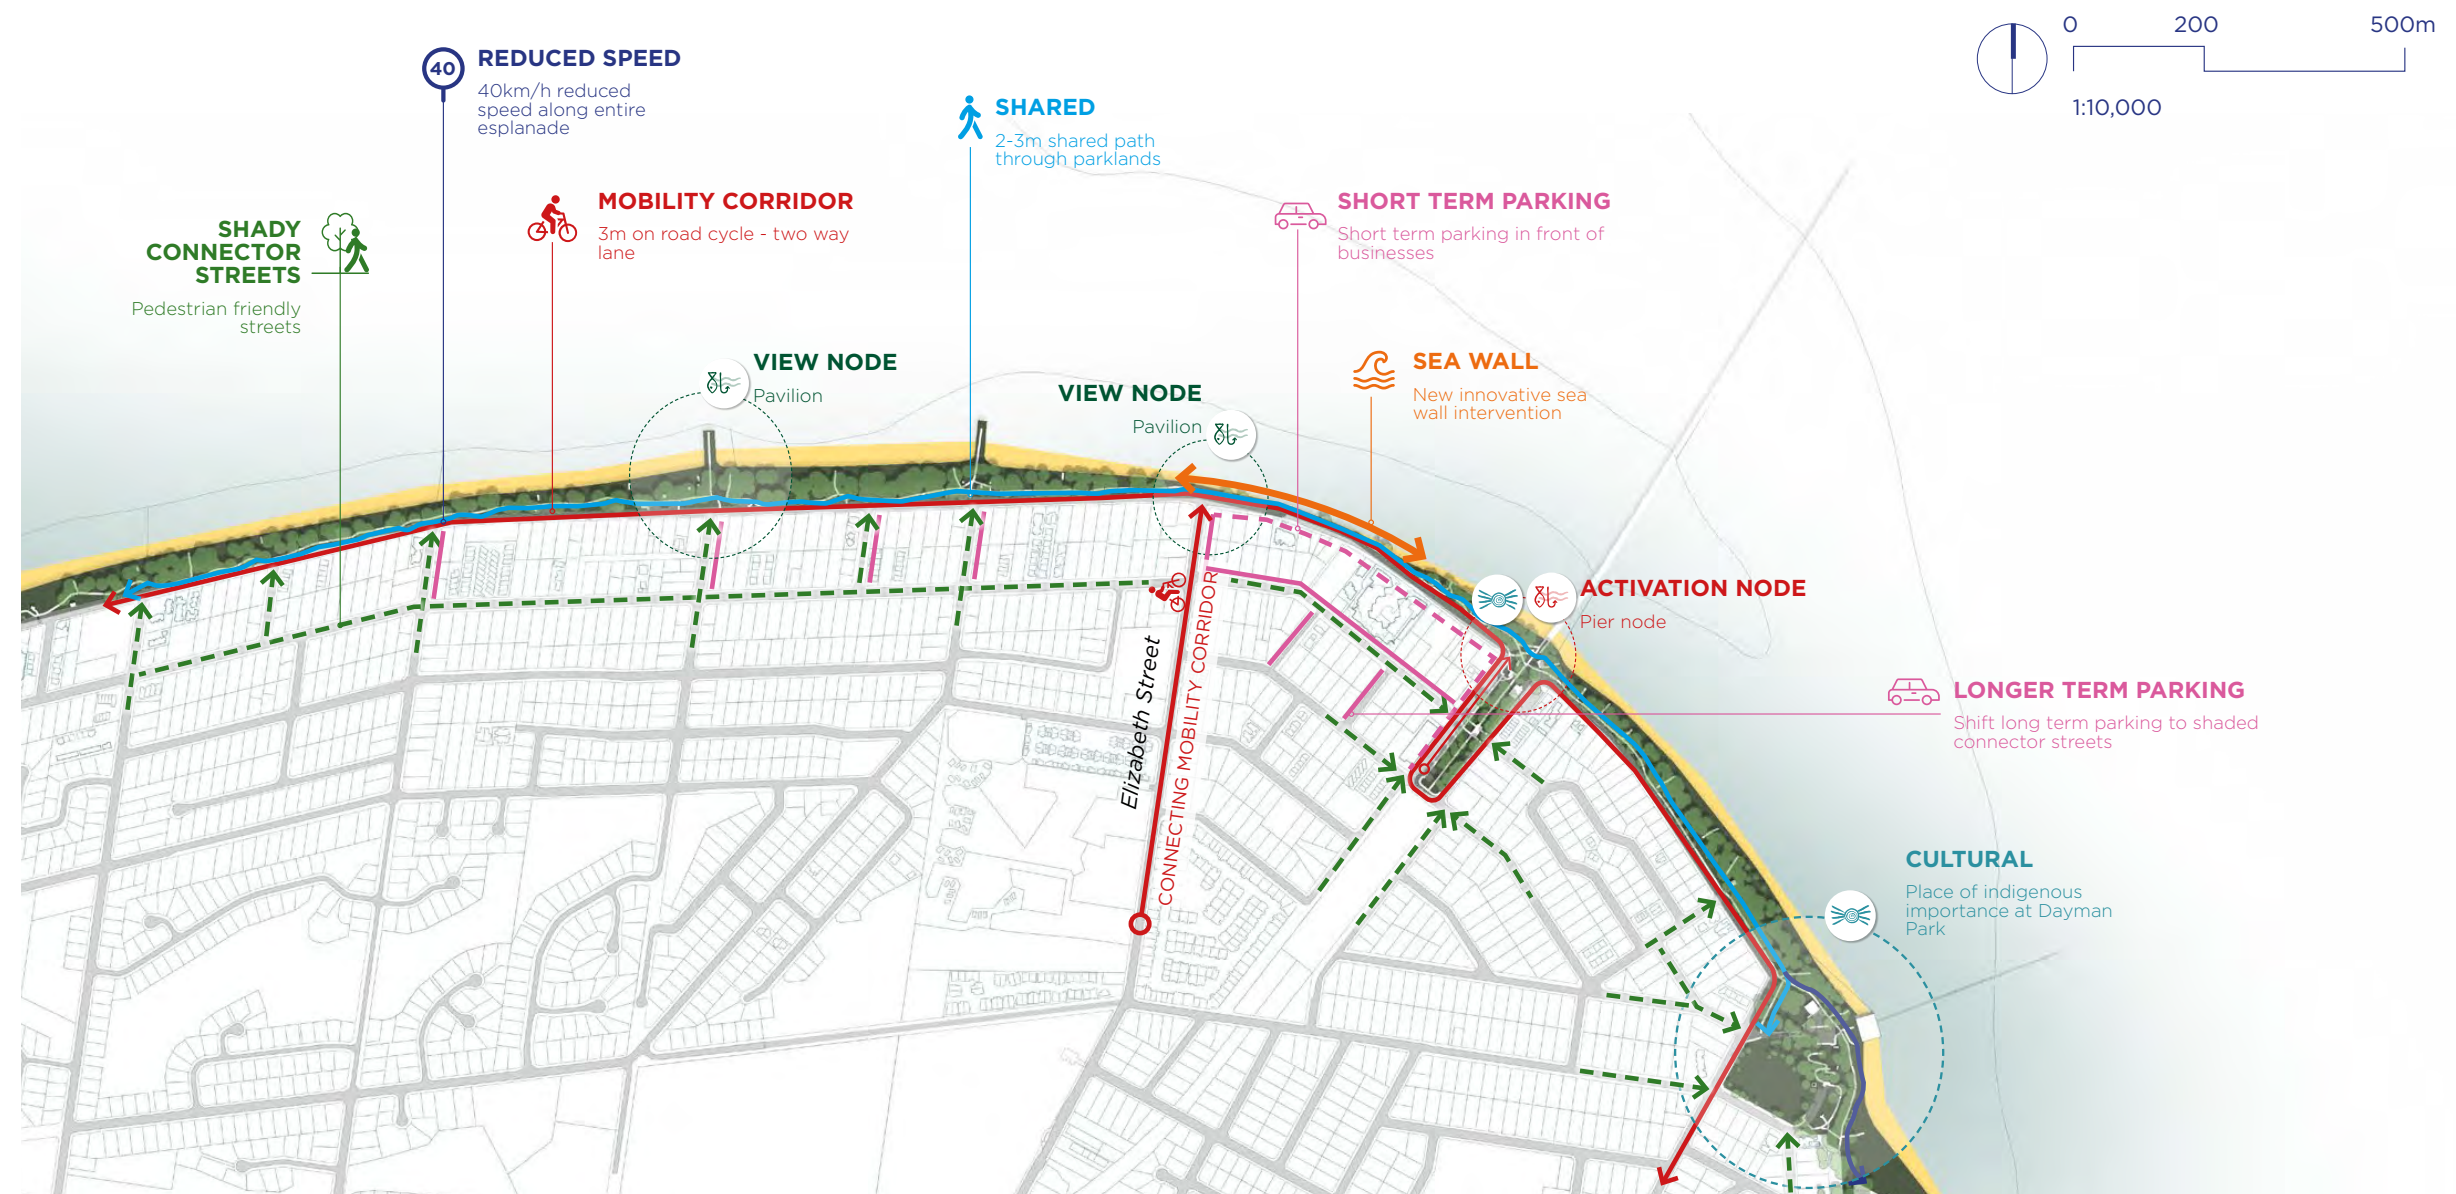 0 200 500m
1:10,000
40
REDUCED SPEED
40km/h reduced
speed along entire
esplanade
SHARED
2-3m shared path
through parklands
MOBILITY CORRIDOR
3m on road cycle - two way
lane
SHORT TERM PARKING
Short term parking in front of
businesses
SHADY
CONNECTOR
STREETS
Pedestrian friendly
streets
VIEW NODE
Pavilion
VIEW NODE
Pavilion
SEA WALL
New innovative sea
wall intervention
ACTIVATION NODE
Pier node
Elizabeth Street
CONNECTING MOBILITY CORRIDOR
LONGER TERM PARKING
Shift long term parking to shaded
connector streets
CULTURAL
Place of indigenous
importance at Dayman
Park